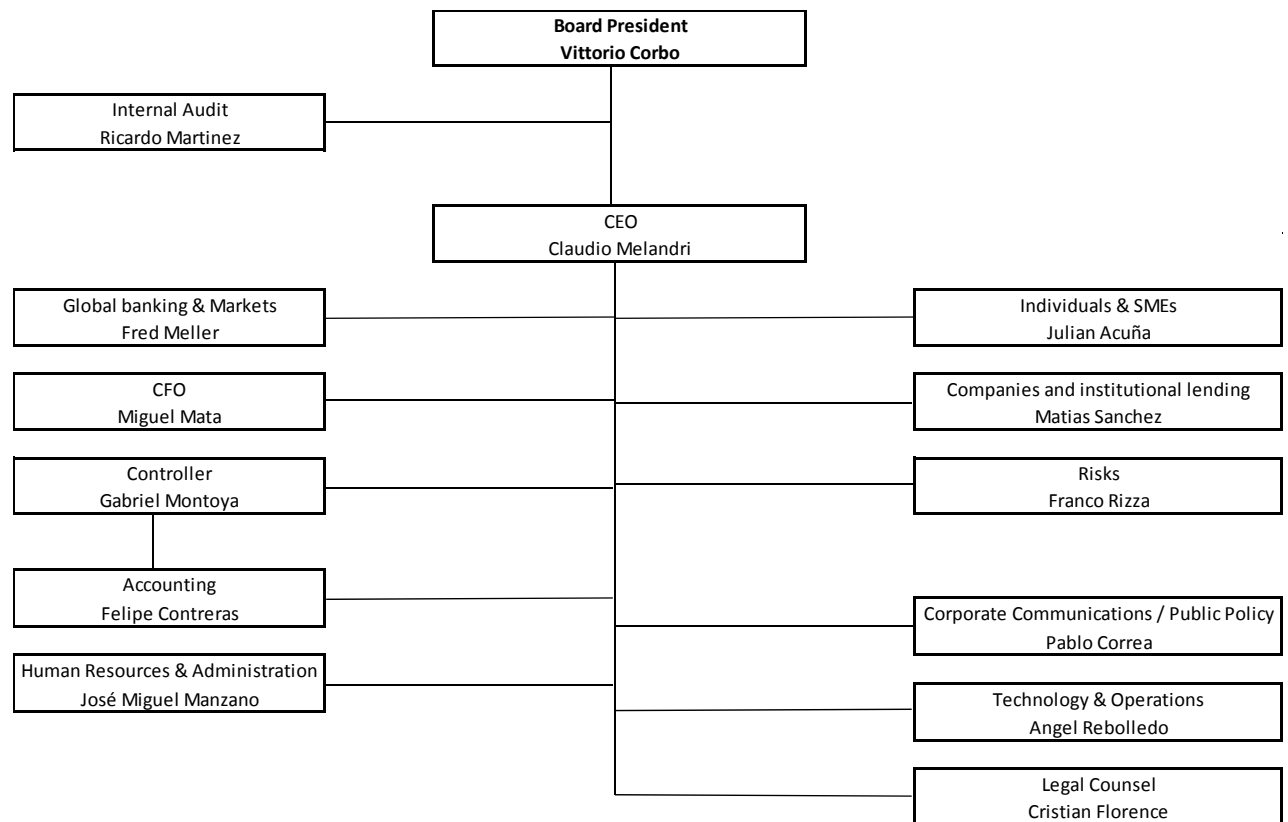 Board President
Vittorio Corbo
Internal Audit
Ricardo Martinez
CEO
Claudio Melandri
Global banking & Markets
Fred Meller
Individuals & SMEs
Julian Acuña
CFO
Miguel Mata
Companies and institutional lending
Matias Sanchez
Controller
Gabriel Montoya
Risks
Franco Rizza
Accounting
Felipe Contreras
Corporate Communications / Public Policy
Pablo Correa
Human Resources & Administration
José Miguel Manzano
Technology & Operations
Angel Rebolledo
Legal Counsel
Cristian Florence